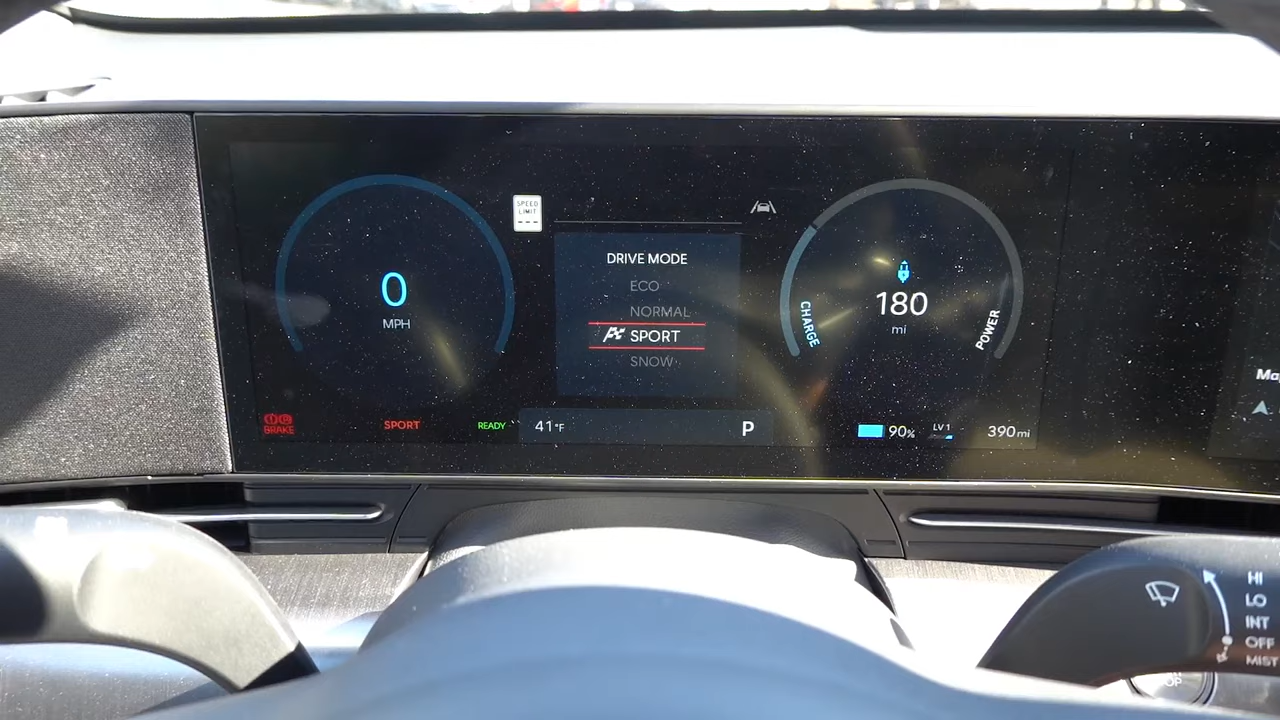 SPEED
LIMIT
---
DRIVE MODE
ECO
NORMAL
SPORT
SNOW
0
MPH
180
mi
CHARGE
POWER
BRAKE
SPORT
READY
41°F
P
90%
LV 1
390 mi
HI
LO
INT
OFF
MIST